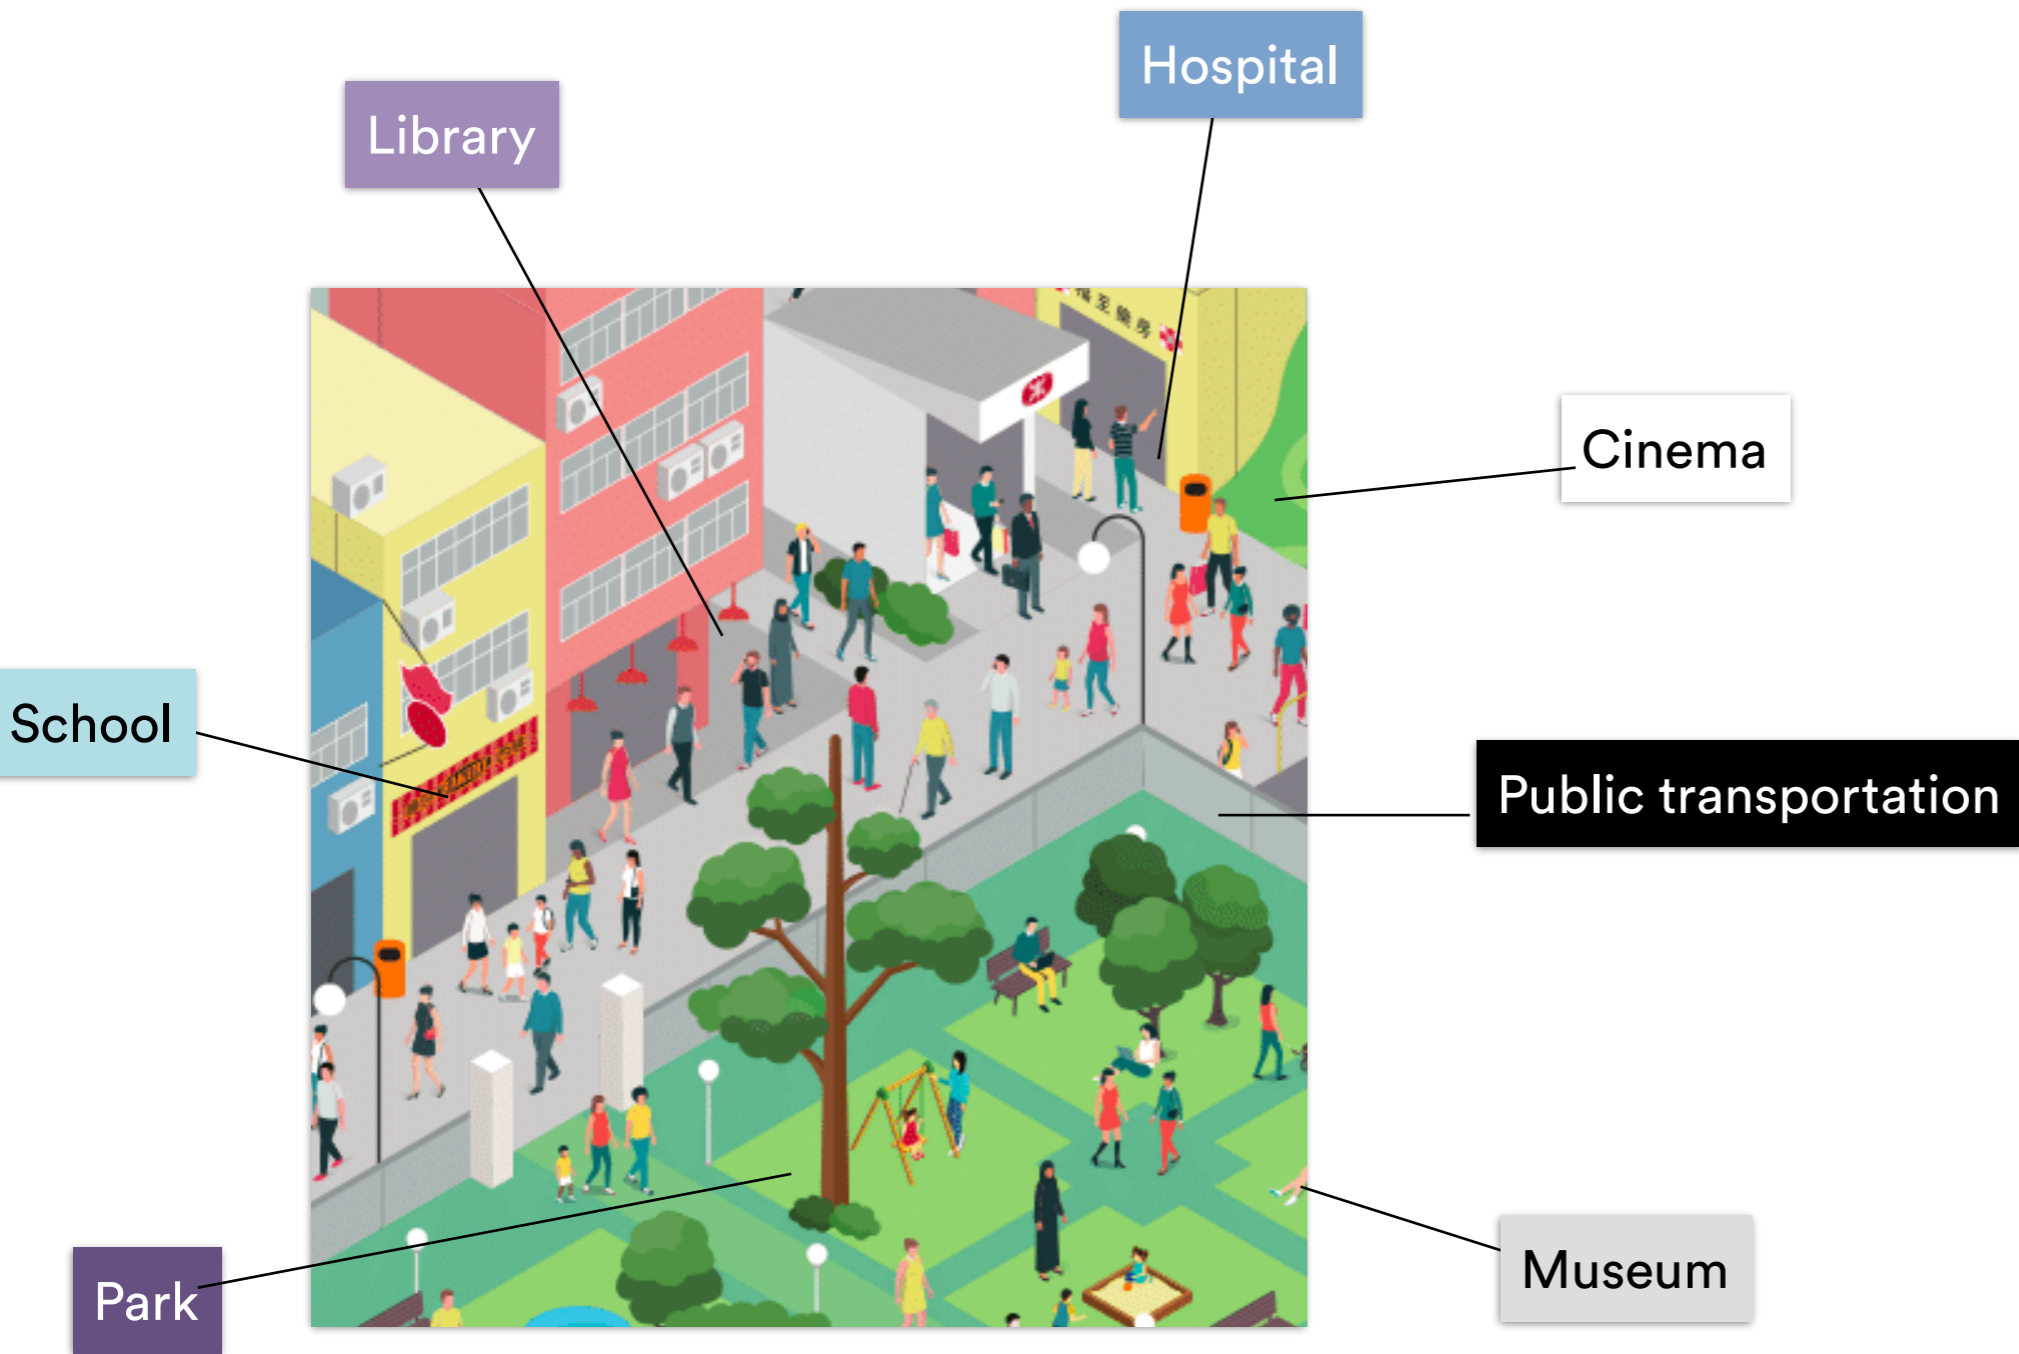 Hospital
Library
Cinema
School
Public transportation
Museum
Park